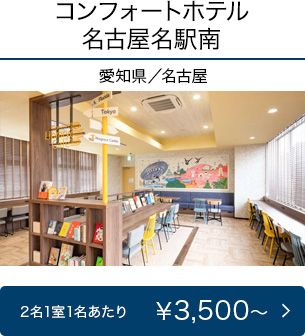 コンフォートホテル
名古屋名駅南
愛知県／名古屋
Tokyo
Nagoya Castle
2名1室1名あたり ¥3,500～